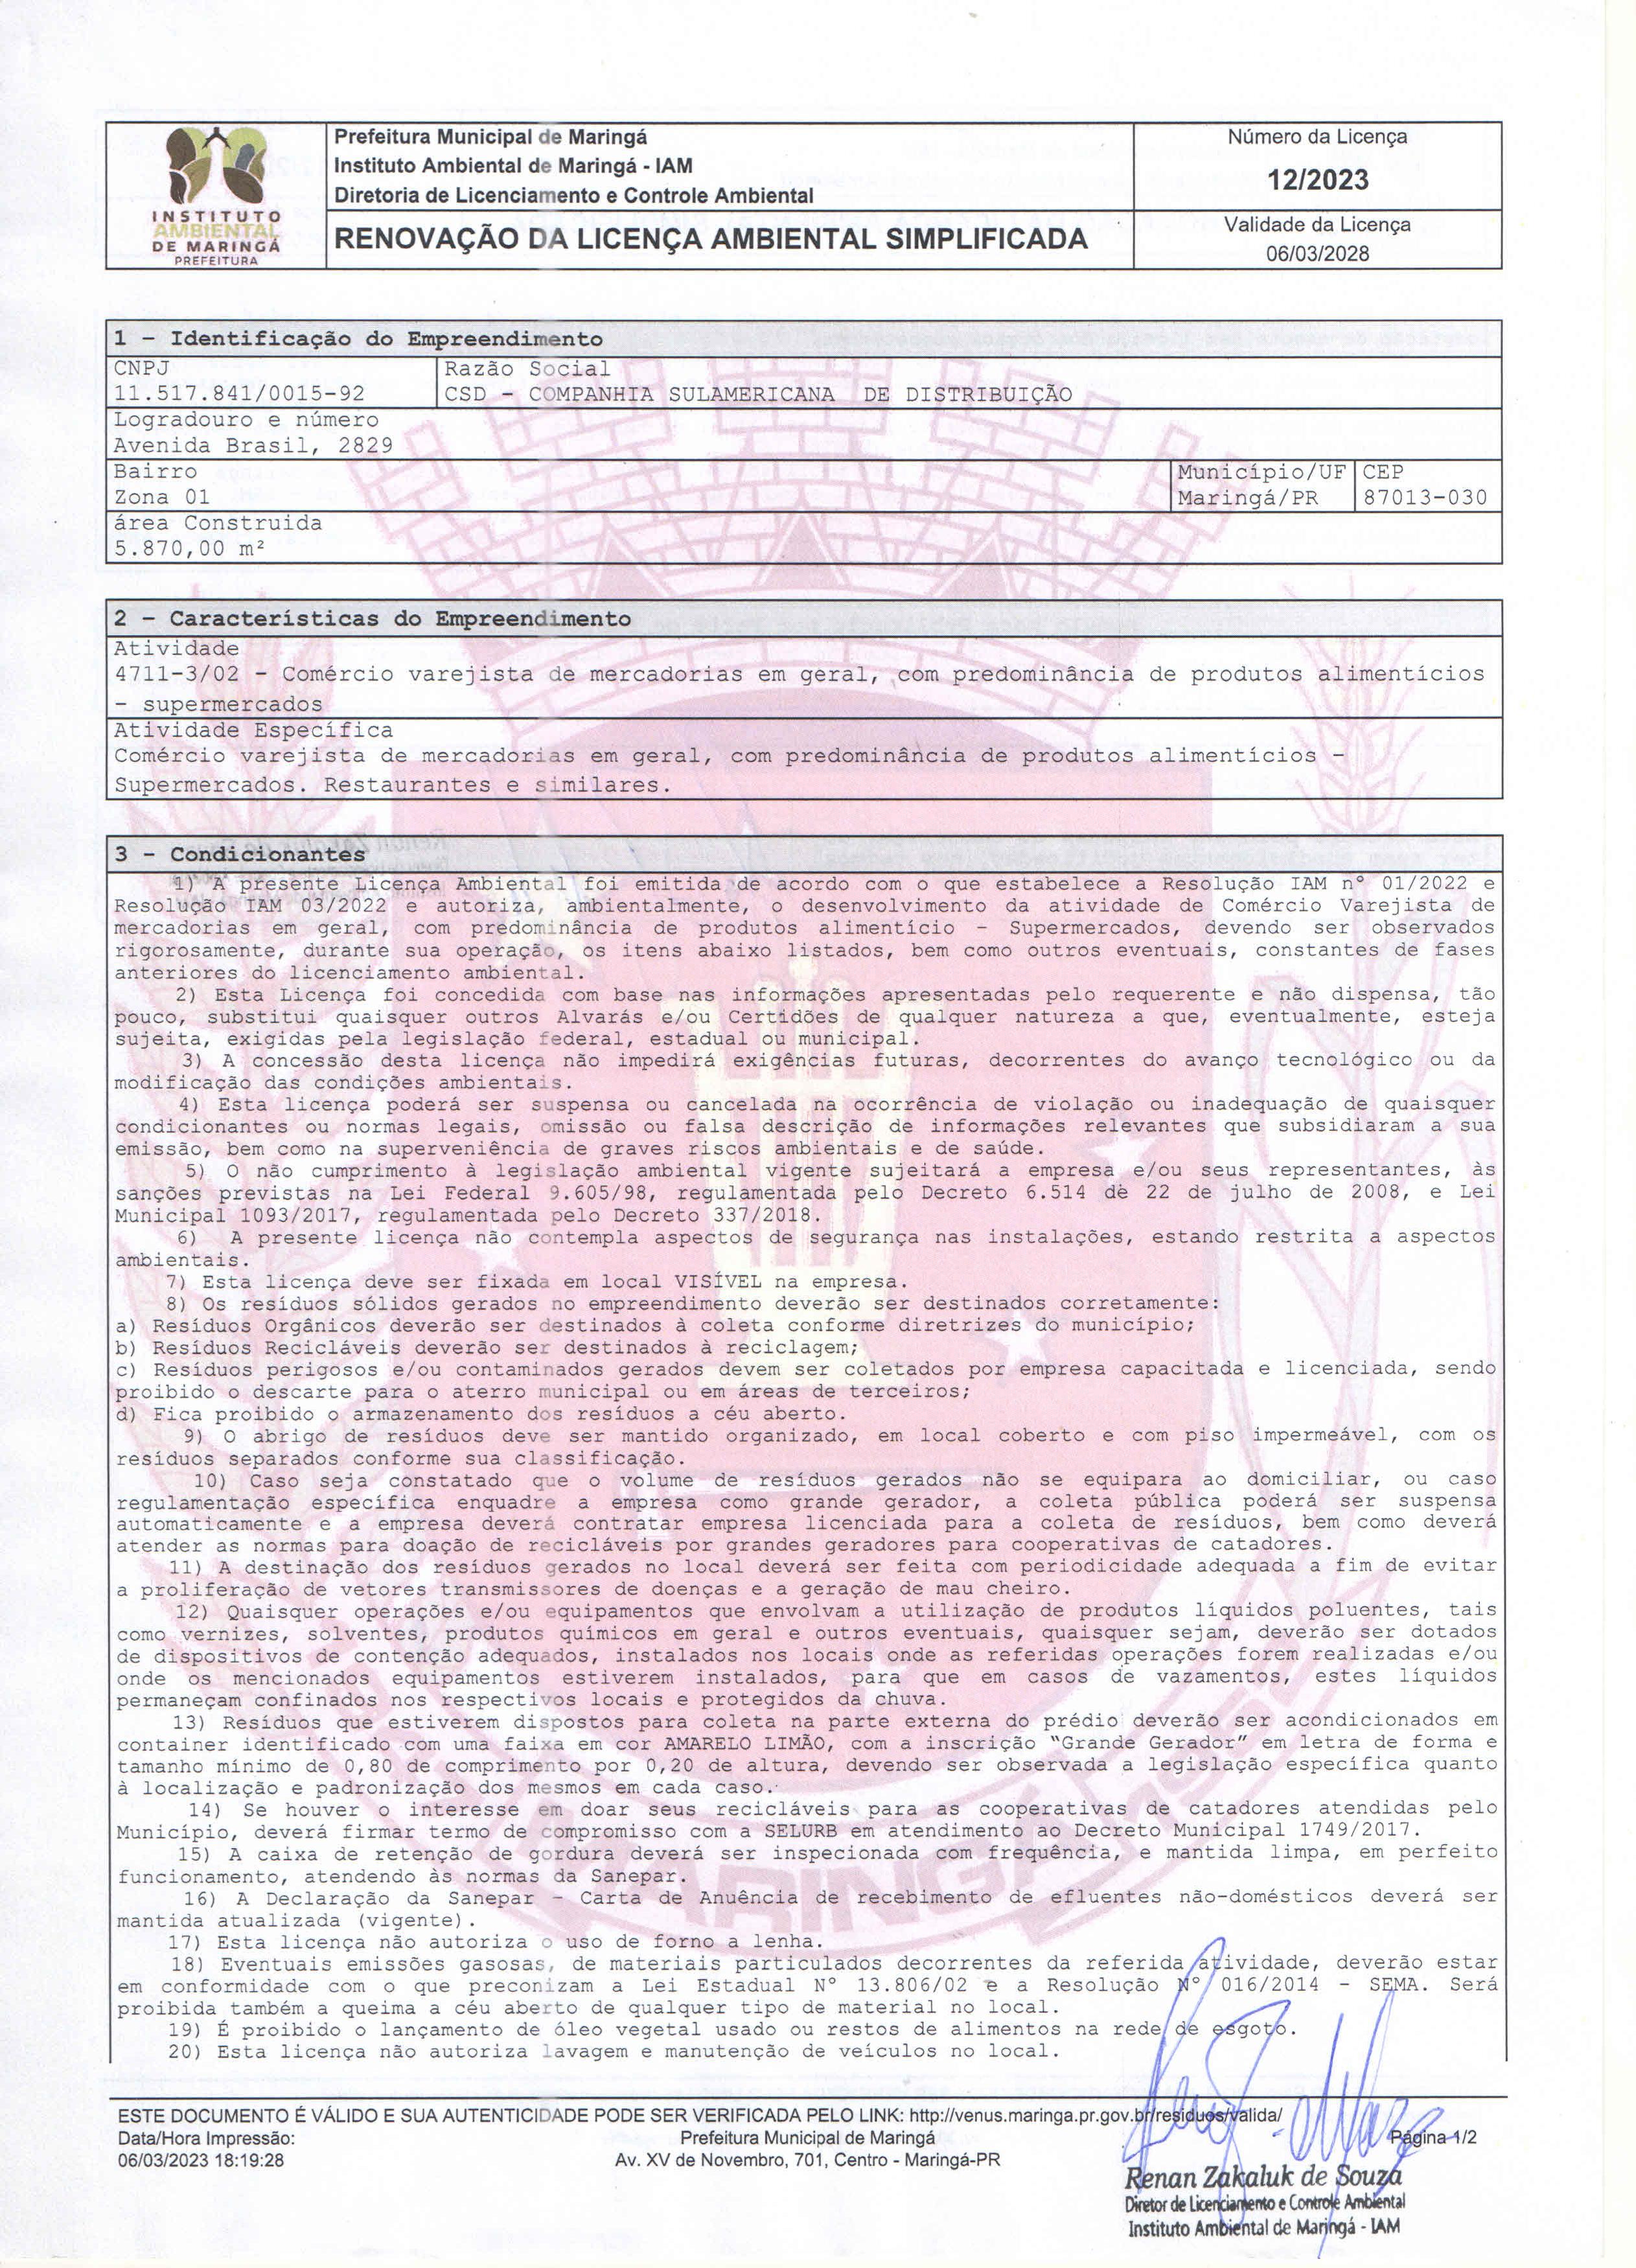 INSTITUTO
AMBIENTAL
DE MARINGÁ
PREFEITURA
Prefeitura Municipal de Maringá
Instituto Ambiental de Maringá - IAM
Diretoria de Licenciamento e Controle Ambiental
RENOVAÇÃO DA LICENÇA AMBIENTAL SIMPLIFICADA
Número da Licença
12/2023
Validade da Licença
06/03/2028
1 - Identificação do Empreendimento
CNPJ
11.517.841/0015-92
Razão Social
CSD - COMPANHIA SULAMERICANA DE DISTRIBUIÇÃO
Logradouro e número
Avenida Brasil, 2829
Bairro
Zona 01
Município/UF
Maringá/PR
CEP
87013-030
área Construida
5.870,00 m²
2 - Características do Empreendimento
Atividade
4711-3/02 - Comércio varejista de mercadorias em geral, com predominância de produtos alimentícios
- supermercados
Atividade Específica
Comércio varejista de mercadorias em geral, com predominância de produtos alimentícios -
Supermercados. Restaurantes e similares.
3 - Condicionantes
1) A presente Licença Ambiental foi emitida de acordo com o que estabelece a Resolução IAM n° 01/2022 e
Resolução IAM 03/2022 e autoriza, ambientalmente, o desenvolvimento da atividade de Comércio Varejista de
mercadorias em geral, com predominância de produtos alimentício - Supermercados, devendo ser observados
rigorosamente, durante sua operação, os itens abaixo listados, bem como outros eventuais, constantes de fases
anteriores do licenciamento ambiental.
2) Esta Licença foi concedida com base nas informações apresentadas pelo requerente e não dispensa, tão
pouco, substitui quaisquer outros Alvarás e/ou Certidões de qualquer natureza a que, eventualmente, esteja
sujeita, exigidas pela legislação federal, estadual ou municipal.
3) A concessão desta licença não impedirá exigências futuras, decorrentes do avanço tecnológico ou da
modificação das condições ambientais.
4) Esta licença poderá ser suspensa ou cancelada na ocorrência de violação ou inadequação de quaisquer
condicionantes ou normas legais, omissão ou falsa descrição de informações relevantes que subsidiaram a sua
emissão, bem como na superveniência de graves riscos ambientais e de saúde.
5) O não cumprimento à legislação ambiental vigente sujeitará a empresa e/ou seus representantes, às
sanções previstas na Lei Federal 9.605/98, regulamentada pelo Decreto 6.514 de 22 de julho de 2008, e Lei
Municipal 1093/2017, regulamentada pelo Decreto 337/2018.
6) A presente licença não contempla aspectos de segurança nas instalações, estando restrita a aspectos
ambientais.
7) Esta licença deve ser fixada em local VISÍVEL na empresa.
8) Os resíduos sólidos gerados no empreendimento deverão ser destinados corretamente:
a) Resíduos Orgânicos deverão ser destinados à coleta conforme diretrizes do município;
b) Resíduos Recicláveis deverão ser destinados à reciclagem;
c) Resíduos perigosos e/ou contaminados gerados devem ser coletados por empresa capacitada e licenciada, sendo
proibido o descarte para o aterro municipal ou em áreas de terceiros;
d) Fica proibido o armazenamento dos resíduos a céu aberto.
9) O abrigo de resíduos deve ser mantido organizado, em local coberto e com piso impermeável, com os
resíduos separados conforme sua classificação.
10) Caso seja constatado que o volume de resíduos gerados não se equipara ao domiciliar, ou caso
regulamentação específica enquadre a empresa como grande gerador, a coleta pública poderá ser suspensa
automaticamente e a empresa deverá contratar empresa licenciada para a coleta de resíduos, bem como deverá
atender as normas para doação de recicláveis por grandes geradores para cooperativas de catadores.
11) A destinação dos resíduos gerados no local deverá ser feita com periodicidade adequada a fim de evitar
a proliferação de vetores transmissores de doenças e a geração de mau cheiro.
12) Quaisquer operações e/ou equipamentos que envolvam a utilização de produtos líquidos poluentes, tais
como vernizes, solventes, produtos químicos em geral e outros eventuais, quaisquer sejam, deverão ser dotados
de dispositivos de contenção adequados, instalados nos locais onde as referidas operações forem realizadas e/ou
onde os mencionados equipamentos estiverem instalados, para que em casos de vazamentos, estes líquidos
permaneçam confinados nos respectivos locais e protegidos da chuva.
13) Resíduos que estiverem dispostos para coleta na parte externa do prédio deverão ser acondicionados em
container identificado com uma faixa em cor AMARELO LIMÃO, com a inscrição "Grande Gerador" em letra de forma e
tamanho mínimo de 0,80 de comprimento por 0,20 de altura, devendo ser observada a legislação específica quanto
à localização e padronização dos mesmos em cada caso.
14) Se houver o interesse em doar seus recicláveis para as cooperativas de catadores atendidas pelo
Município, deverá firmar termo de compromisso com a SELURB em atendimento ao Decreto Municipal 1749/2017.
15) A caixa de retenção de gordura deverá ser inspecionada com frequência, e mantida limpa, em perfeito
funcionamento, atendendo às normas da Sanepar.
16) A Declaração da Sanepar - Carta de Anuência de recebimento de efluentes não-domésticos deverá ser
mantida atualizada (vigente).
17) Esta licença não autoriza o uso de forno a lenha.
18) Eventuais emissões gasosas, de materiais particulados decorrentes da referida atividade, deverão estar
em conformidade com o que preconizam a Lei Estadual N° 13.806/02 e a Resolução N° 016/2014 - SEMA. Será
proibida também a queima a céu aberto de qualquer tipo de material no local.
19) É proibido o lançamento de óleo vegetal usado ou restos de alimentos na rede de esgoto.
20) Esta licença não autoriza lavagem e manutenção de veículos no local.
MARINGÁ
ESTE DOCUMENTO É VÁLIDO E SUA AUTENTICIDADE PODE SER VERIFICADA PELO LINK: http://venus.maringa.pr.gov.br/residuos/valida/
Data/Hora Impressão:
06/03/2023 18:19:28
Prefeitura Municipal de Maringá
Av. XV de Novembro, 701, Centro - Maringá-PR
Página 1/2
Renan Zakaluk de Souza
Diretor de Licenciamento e Controle Ambiental
Instituto Ambiental de Maringá - IAM